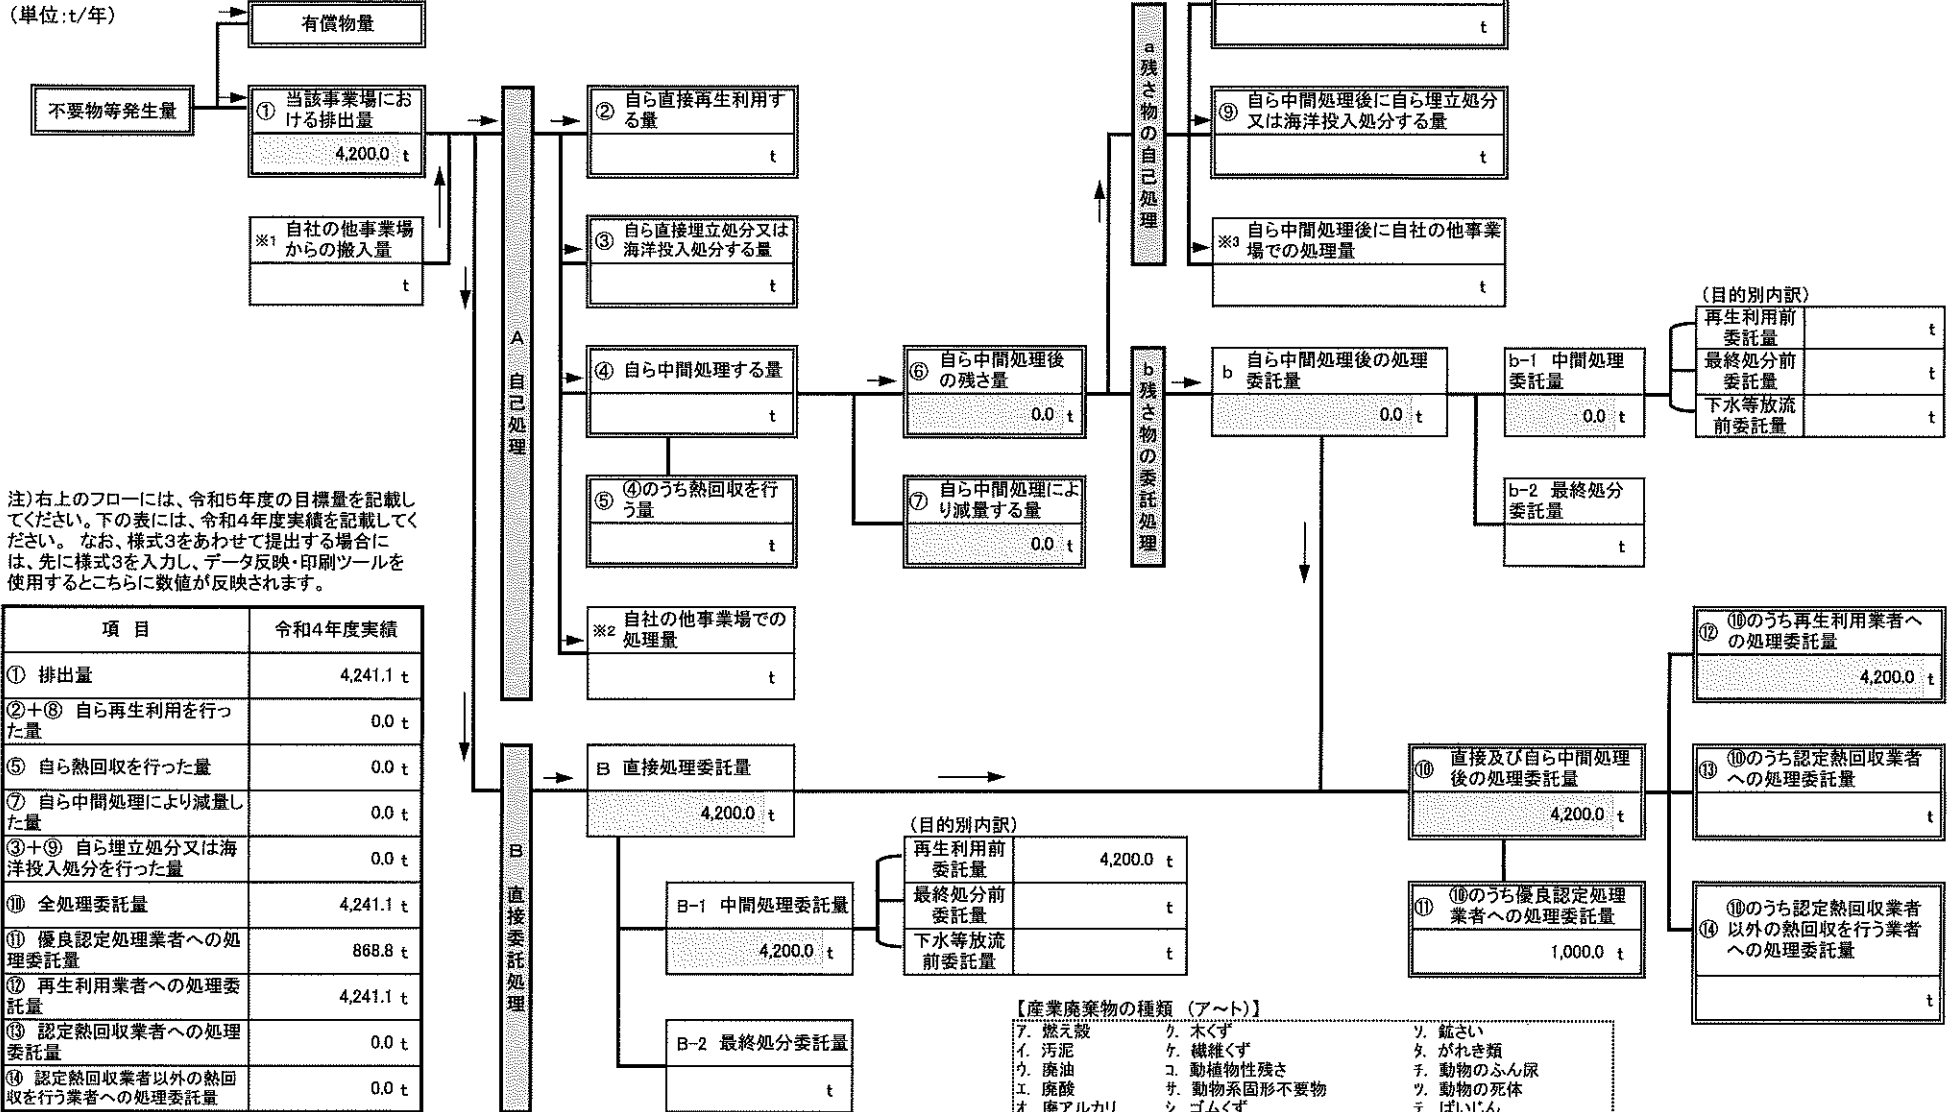 (単位:t/年)
有償物量
不要物等発生量
① 当該事業場にお
ける排出量
4,200.0 t
※1 自社の他事業場
からの搬入量
t
A 自己処理
② 自ら直接再生利用す
る量
t
③ 自ら直接埋立処分又は
海洋投入処分する量
t
④ 自ら中間処理する量
t
⑤ ④のうち熱回収を行
う量
t
※2 自社の他事業場での
処理量
t
⑥ 自ら中間処理後
の残さ量
0.0 t
⑦ 自ら中間処理によ
り減量する量
0.0 t
a 残さ物の自己処理
t
⑨ 自ら中間処理後に自ら埋立処分
又は海洋投入処分する量
t
※3 自ら中間処理後に自社の他事業
場での処理量
t
b 残さ物の委託処理
b 自ら中間処理後の処理
委託量
0.0 t
b-1 中間処理
委託量
0.0 t
b-2 最終処分
委託量
t
(目的別内訳)
再生利用前
委託量
t
最終処分前
委託量
t
下水等放流
前委託量
t
注)右上のフローには、令和5年度の目標量を記載し
てください。下の表には、令和4年度実績を記載してく
ださい。 なお、様式3をあわせて提出する場合に
は、先に様式3を入力し、データ反映・印刷ツールを
使用するとこちらに数値が反映されます。
項 目 令和4年度実績
① 排出量 4,241.1 t
②+⑧ 自ら再生利用を行っ
た量 0.0 t
⑤ 自ら熱回収を行った量 0.0 t
⑦ 自ら中間処理により減量し
た量 0.0 t
③+⑨ 自ら埋立処分又は海
洋投入処分を行った量 0.0 t
⑩ 全処理委託量 4,241.1 t
⑪ 優良認定処理業者への処
理委託量 868.8 t
⑫ 再生利用業者への処理委
託量 4,241.1 t
⑬ 認定熱回収業者への処理
委託量 0.0 t
⑭ 認定熱回収業者以外の熱回
収を行う業者への処理委託量 0.0 t
B 直接委託処理
B 直接処理委託量
4,200.0 t
B-1 中間処理委託量
4,200.0 t
B-2 最終処分委託量
t
(目的別内訳)
再生利用前
委託量
4,200.0 t
最終処分前
委託量
t
下水等放流
前委託量
t
⑩ 直接及び自ら中間処理
後の処理委託量
4,200.0 t
⑪ ⑩のうち優良認定処理
業者への処理委託量
1,000.0 t
⑫ ⑩のうち再生利用業者へ
の処理委託量
4,200.0 t
⑬ ⑩のうち認定熱回収業者
への処理委託量
t
⑭ ⑩のうち認定熱回収業者
以外の熱回収を行う業者
への処理委託量
t
【産業廃棄物の種類 (ア~ト)】
ア. 燃え殻 ク. 木くず ソ. 鉱さい
イ. 汚泥 ケ. 繊維くず タ. がれき類
ウ. 廃油 コ. 動植物性残さ チ. 動物のふん尿
エ. 廃酸 サ. 動物系固形不要物 ツ. 動物の死体
オ. 廃アルカリ シ. ゴムくず テ. ばいじん